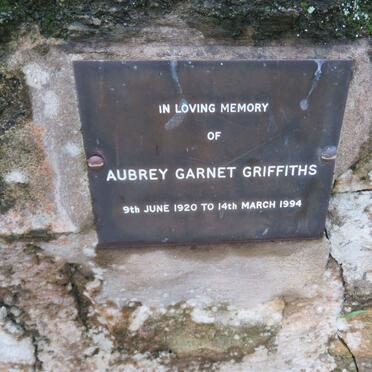 IN LOVING MEMORY
OF
AUBREY GARNET GRIFFITHS
9th JUNE 1920 TO 14th MARCH 1994